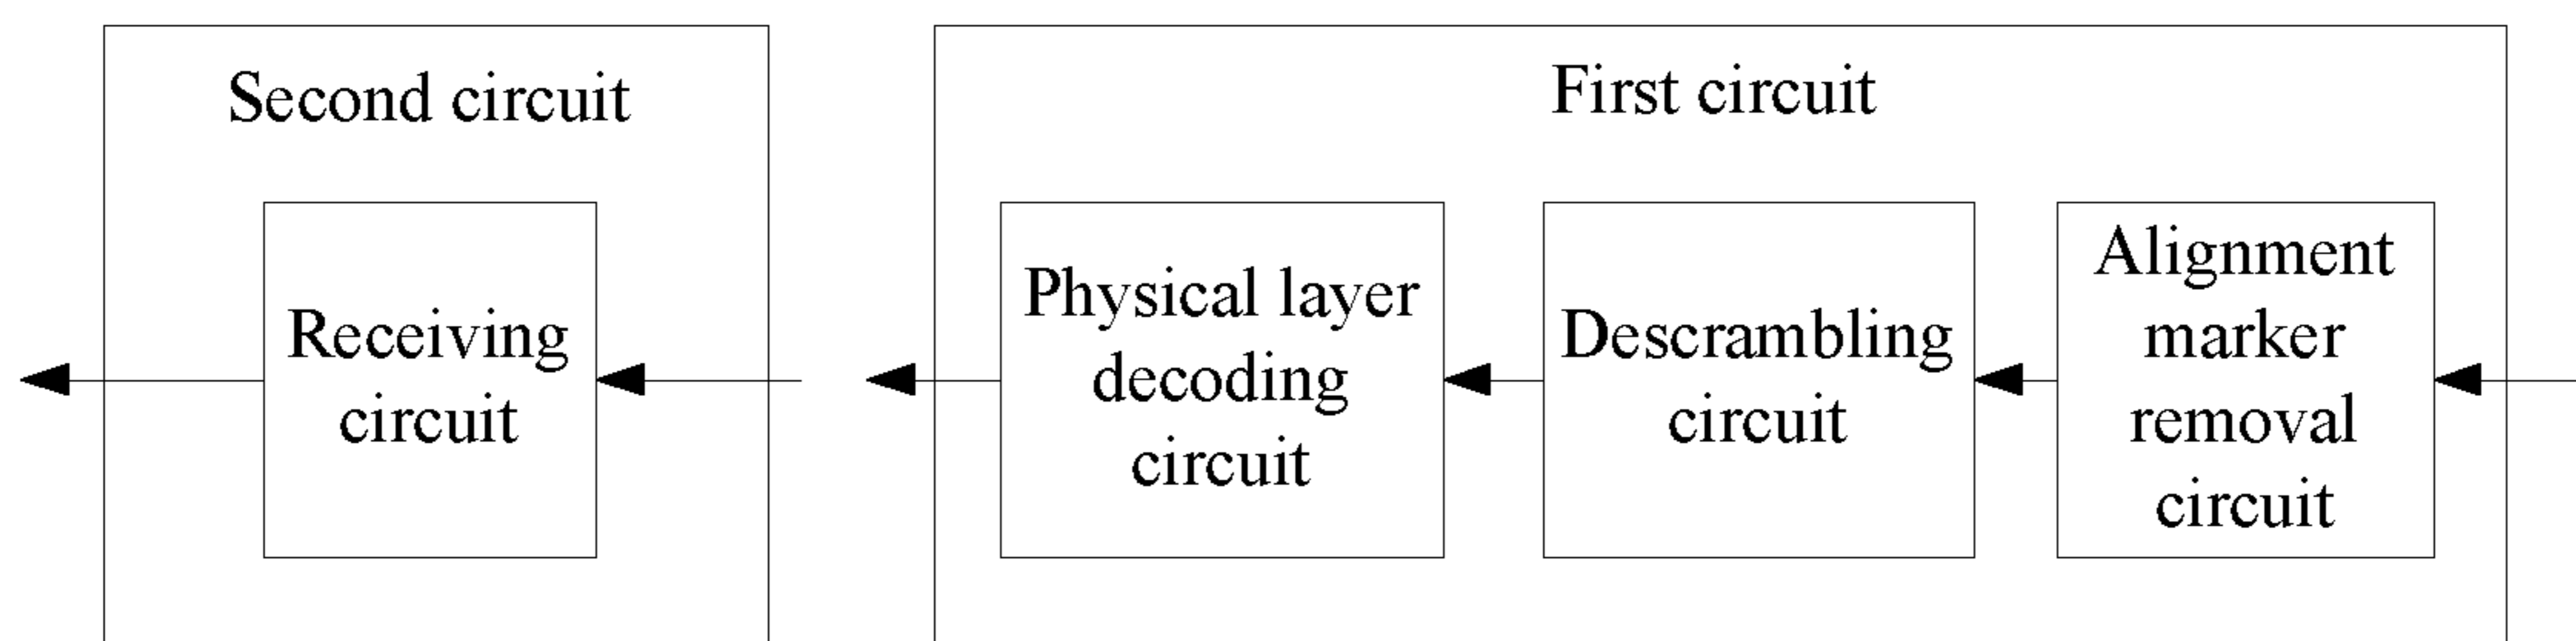 Second circuit
Receiving
circuit
First circuit
Physical layer
decoding
circuit
Descrambling
circuit
Alignment
marker
removal
circuit